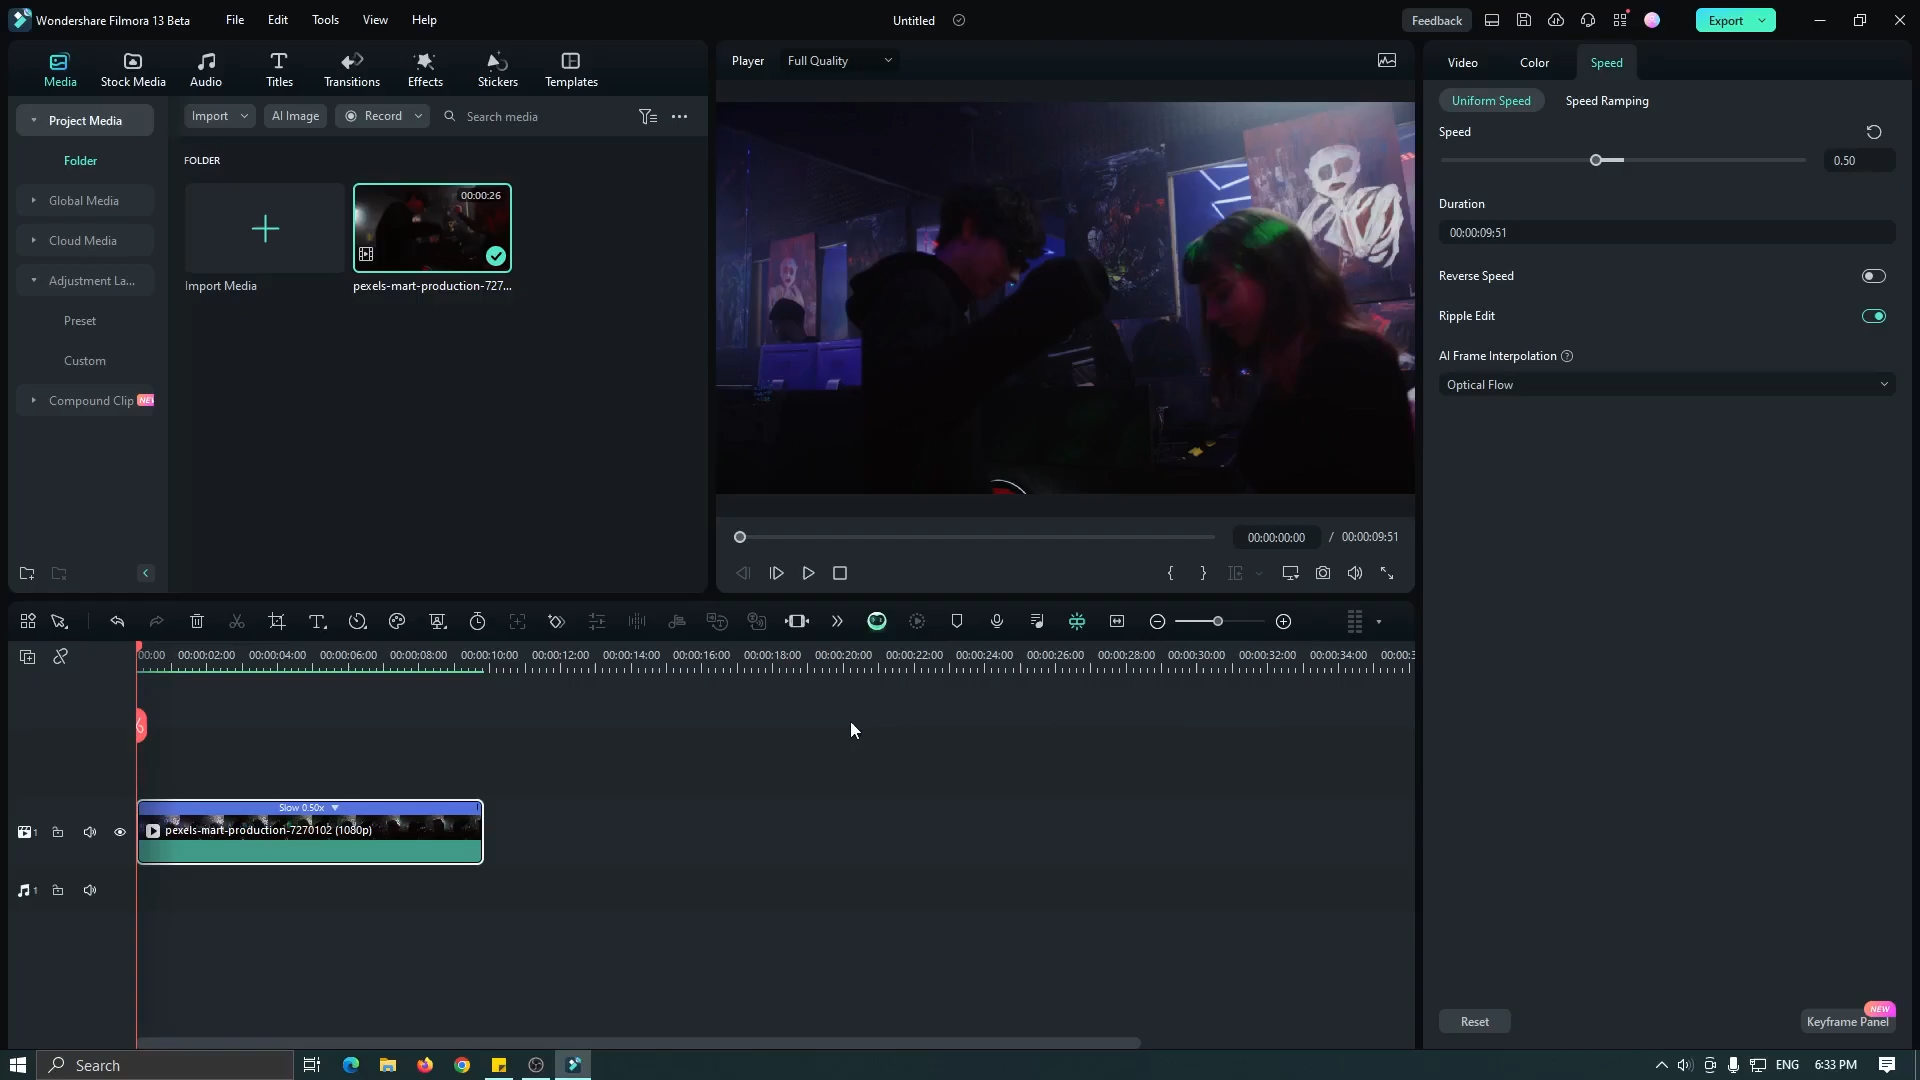 Wondershare Filmora 13 Beta
File
Edit
Tools
View
Help
Untitled
Feedback
Export
Media
Stock Media
Audio
Titles
Transitions
Effects
Stickers
Templates
Player
Full Quality
Video
Color
Speed
Project Media
Import
AI Image
Record
Search media
Uniform Speed
Speed Ramping
Speed
0.50
Folder
FOLDER
Global Media
00:00:26
Cloud Media
Duration
00:00:09:51
Adjustment La...
Import Media
pexels-mart-production-727...
Reverse Speed
Preset
Ripple Edit
Custom
AI Frame Interpolation
Optical Flow
Compound Clip
NEW
00:00:00:00 / 00:00:09:51
00:00
00:00:02:00
00:00:04:00
00:00:06:00
00:00:08:00
00:00:10:00
00:00:12:00
00:00:14:00
00:00:16:00
00:00:18:00
00:00:20:00
00:00:22:00
00:00:24:00
00:00:26:00
00:00:28:00
00:00:30:00
00:00:32:00
00:00:34:00
00:00:3
Slow 0.50x
pexels-mart-production-7270102 (1080p)
1
1
Reset
NEW
Keyframe Panel
Search
ENG
6:33 PM